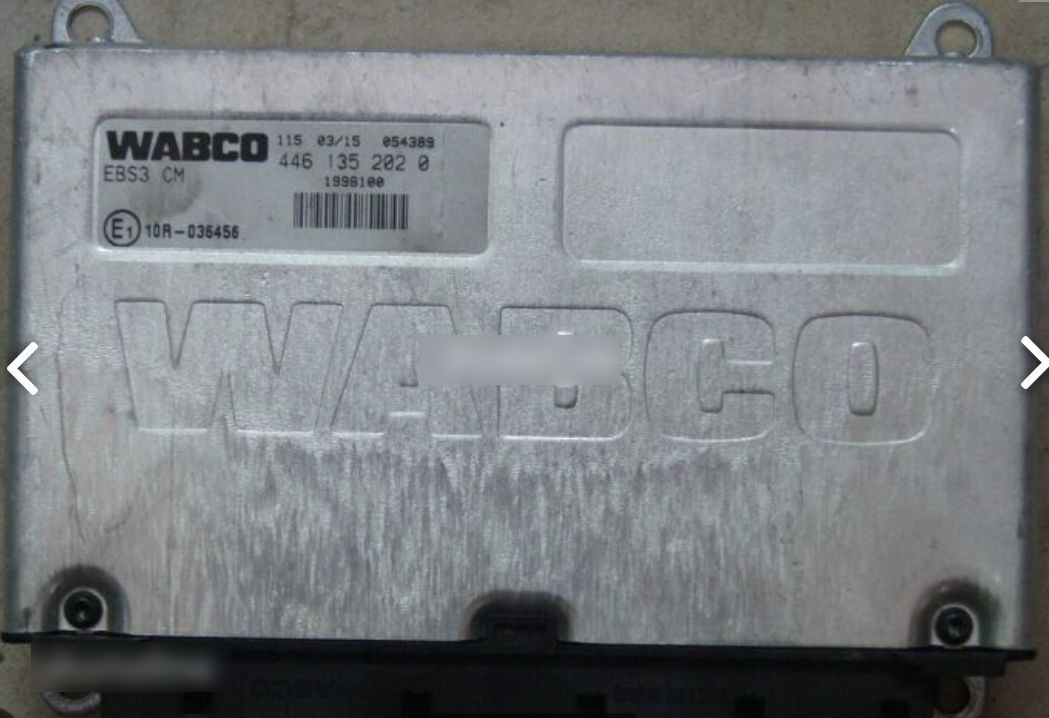 WABCO 115 03/15 054389
446 135 202 0
EBS3 CM
1998100
E1 10R-036456
WABCO